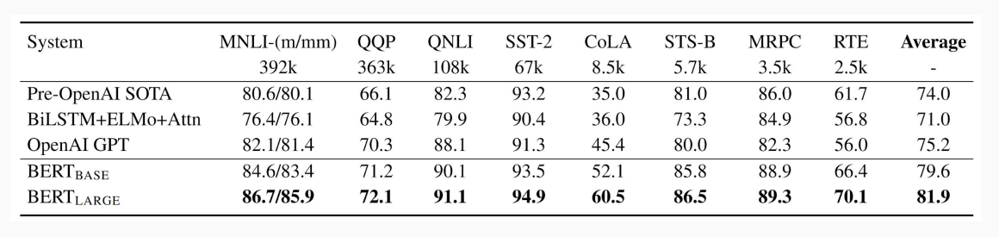 System MNLI-(m/mm) QQP QNLI SST-2 CoLA STS-B MRPC RTE Average
392k 363k 108k 67k 8.5k 5.7k 3.5k 2.5k -
Pre-OpenAI SOTA 80.6/80.1 66.1 82.3 93.2 35.0 81.0 86.0 61.7 74.0
BiLSTM+ELMo+Attn 76.4/76.1 64.8 79.9 90.4 36.0 73.3 84.9 56.8 71.0
OpenAI GPT 82.1/81.4 70.3 88.1 91.3 45.4 80.0 82.3 56.0 75.2
BERTBASE 84.6/83.4 71.2 90.1 93.5 52.1 85.8 88.9 66.4 79.6
BERTLARGE 86.7/85.9 72.1 91.1 94.9 60.5 86.5 89.3 70.1 81.9